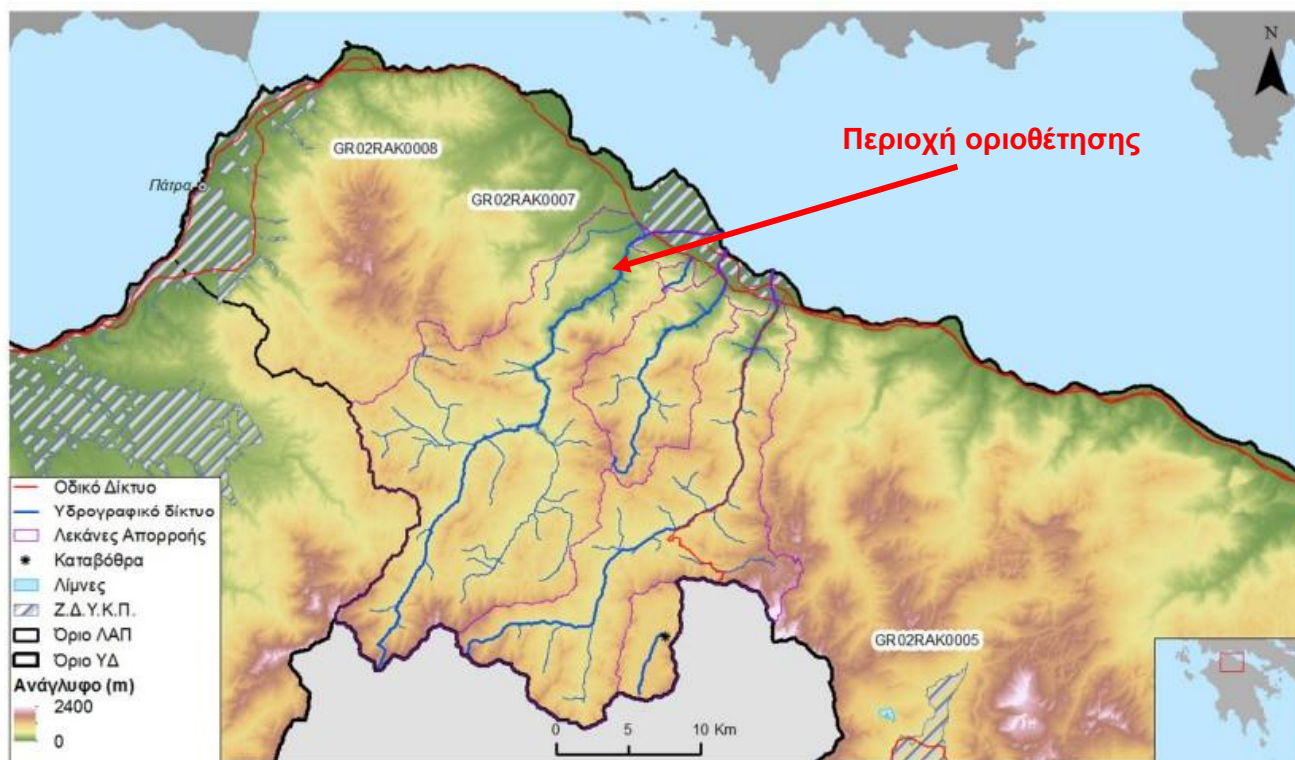 N
GR02RAK0008
Περιοχή οριοθέτησης
Πάτρα
GR02RAK0007
Οδικό Δίκτυο
Υδρογραφικό δίκτυο
Λεκάνες Απορροής
Καταβόθρα
Λίμνες
Ζ.Δ.Υ.Κ.Π.
Όριο ΛΑΠ
Όριο ΥΔ
Ανάγλυφο (m)
2400
0
GR02RAK0005
0 5 10 Km